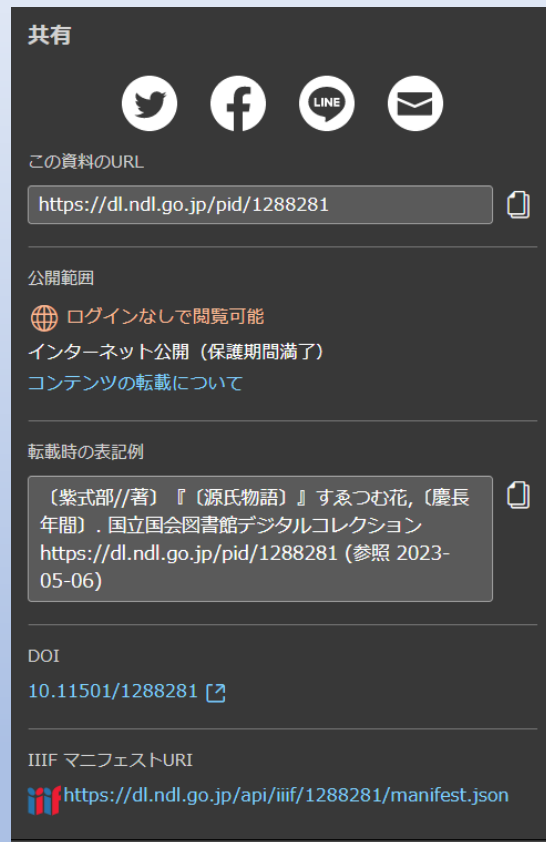 共有
LINE
この資料のURL
https://dl.ndl.go.jp/pid/1288281
公開範囲
ログインなしで閲覧可能
インターネット公開（保護期間満了）
コンテンツの転載について
転載時の表記例
〔紫式部//著〕『〔源氏物語〕』すゑつむ花,〔慶長
年間〕. 国立国会図書館デジタルコレクション
https://dl.ndl.go.jp/pid/1288281 (参照 2023-
05-06)
DOI
10.11501/1288281
IIIF マニフェストURI
iiif https://dl.ndl.go.jp/api/iiif/1288281/manifest.json